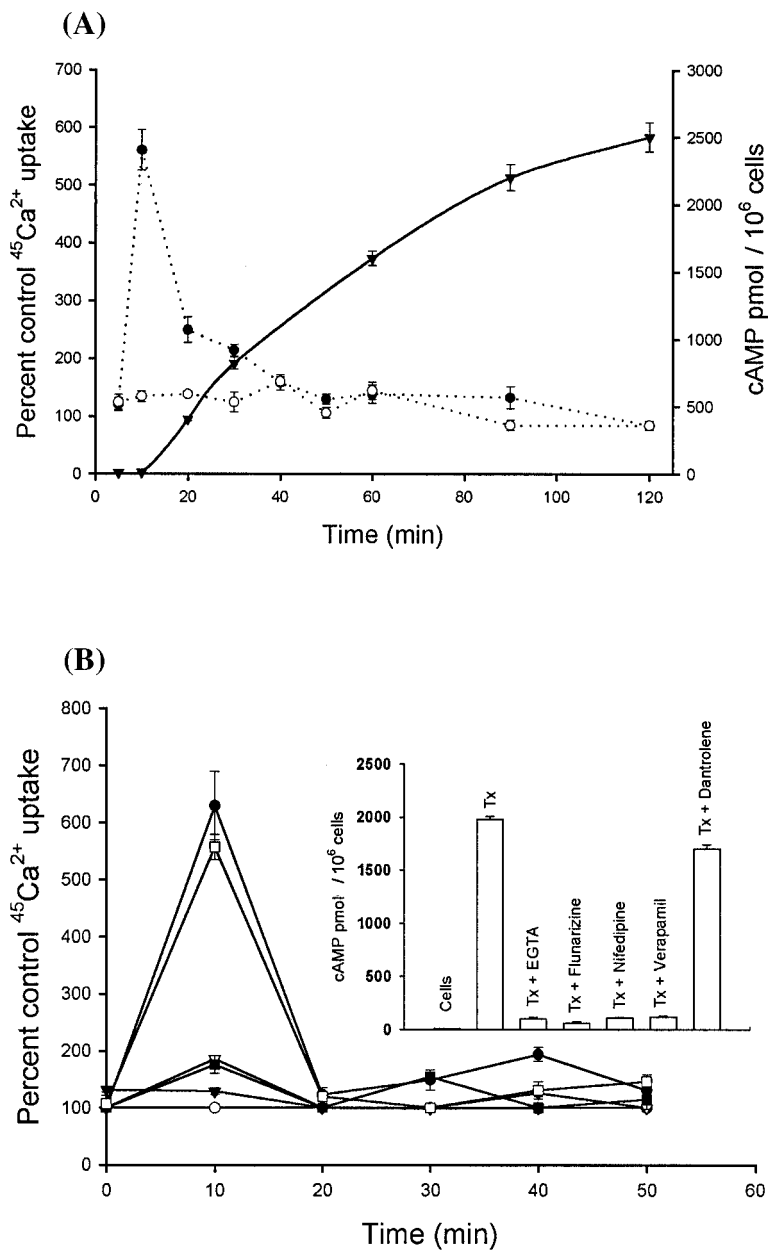 (A)
700
600
500
400
300
200
100
0
Percent control ⁴⁵Ca²⁺ uptake
3000
2500
2000
1500
1000
500
0
cAMP pmol / 10⁶ cells
0 20 40 60 80 100 120
Time (min)
(B)
800
700
600
500
400
300
200
100
0
Percent control ⁴⁵Ca²⁺ uptake
2500
2000
1500
1000
500
0
cAMP pmol / 10⁶ cells
Cells
Tx
Tx + EGTA
Tx + Flunarizine
Tx + Nifedipine
Tx + Verapamil
Tx + Dantrolene
0 10 20 30 40 50 60
Time (min)